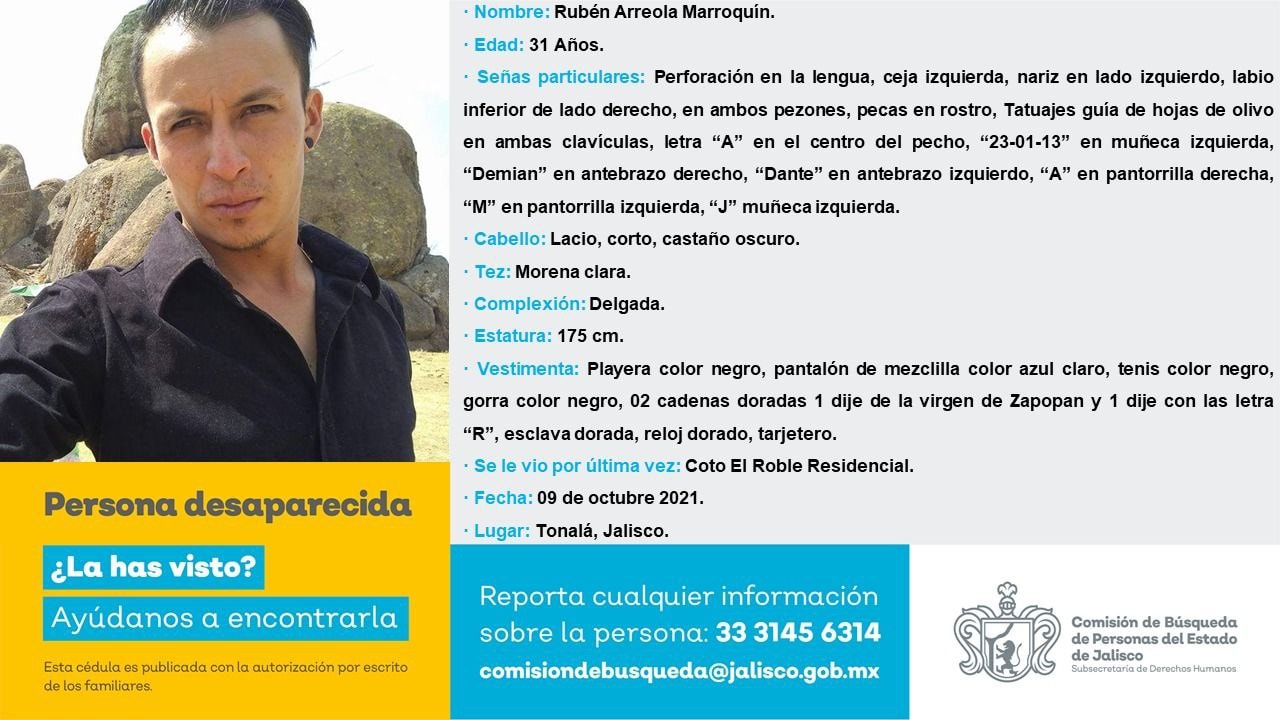 · Nombre: Rubén Arreola Marroquín.
· Edad: 31 Años.
· Señas particulares: Perforación en la lengua, ceja izquierda, nariz en lado izquierdo, labio
inferior de lado derecho, en ambos pezones, pecas en rostro, Tatuajes guía de hojas de olivo
en ambas clavículas, letra “A” en el centro del pecho, “23-01-13” en muñeca izquierda,
“Demian” en antebrazo derecho, “Dante” en antebrazo izquierdo, “A” en pantorrilla derecha,
“M” en pantorrilla izquierda, “J” muñeca izquierda.
· Cabello: Lacio, corto, castaño oscuro.
· Tez: Morena clara.
· Complexión: Delgada.
· Estatura: 175 cm.
· Vestimenta: Playera color negro, pantalón de mezclilla color azul claro, tenis color negro,
gorra color negro, 02 cadenas doradas 1 dije de la virgen de Zapopan y 1 dije con las letra
“R”, esclava dorada, reloj dorado, tarjetero.
· Se le vio por última vez: Coto El Roble Residencial.
· Fecha: 09 de octubre 2021.
· Lugar: Tonalá, Jalisco.
Persona desaparecida
¿La has visto?
Ayúdanos a encontrarla
Esta cédula es publicada con la autorización por escrito
de los familiares.
Reporta cualquier información
sobre la persona: 33 3145 6314
comisiondebusqueda@jalisco.gob.mx
Comisión de Búsqueda
de Personas del Estado
de Jalisco
Subsecretaría de Derechos Humanos